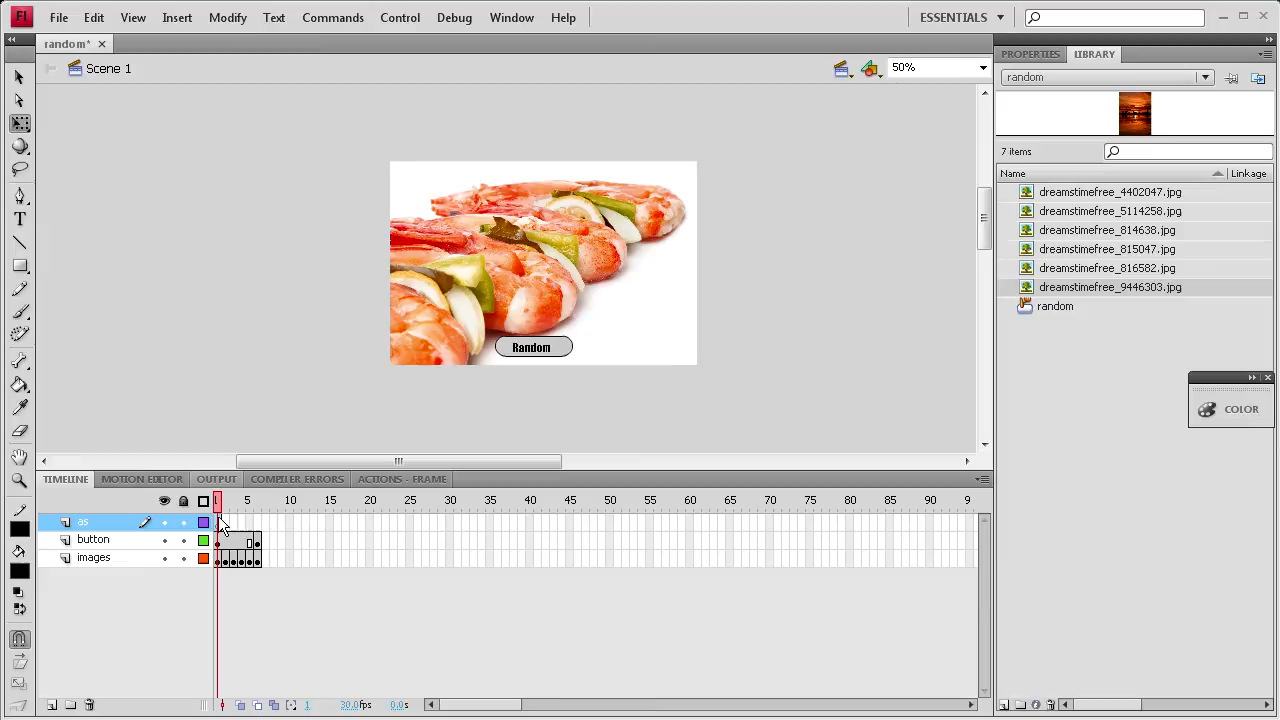 Fl File Edit View Insert Modify Text Commands Control Debug Window Help ESSENTIALS
random*
Scene 1 50%
PROPERTIES LIBRARY
random
7 items
Name Linkage
dreamstimefree_4402047.jpg
dreamstimefree_5114258.jpg
dreamstimefree_814638.jpg
dreamstimefree_815047.jpg
dreamstimefree_816582.jpg
dreamstimefree_9446303.jpg
random
Random
COLOR
TIMELINE MOTION EDITOR OUTPUT COMPILER ERRORS ACTIONS - FRAME
1 5 10 15 20 25 30 35 40 45 50 55 60 65 70 75 80 85 90 9
as
button
images
1 30.0fps 0.0s